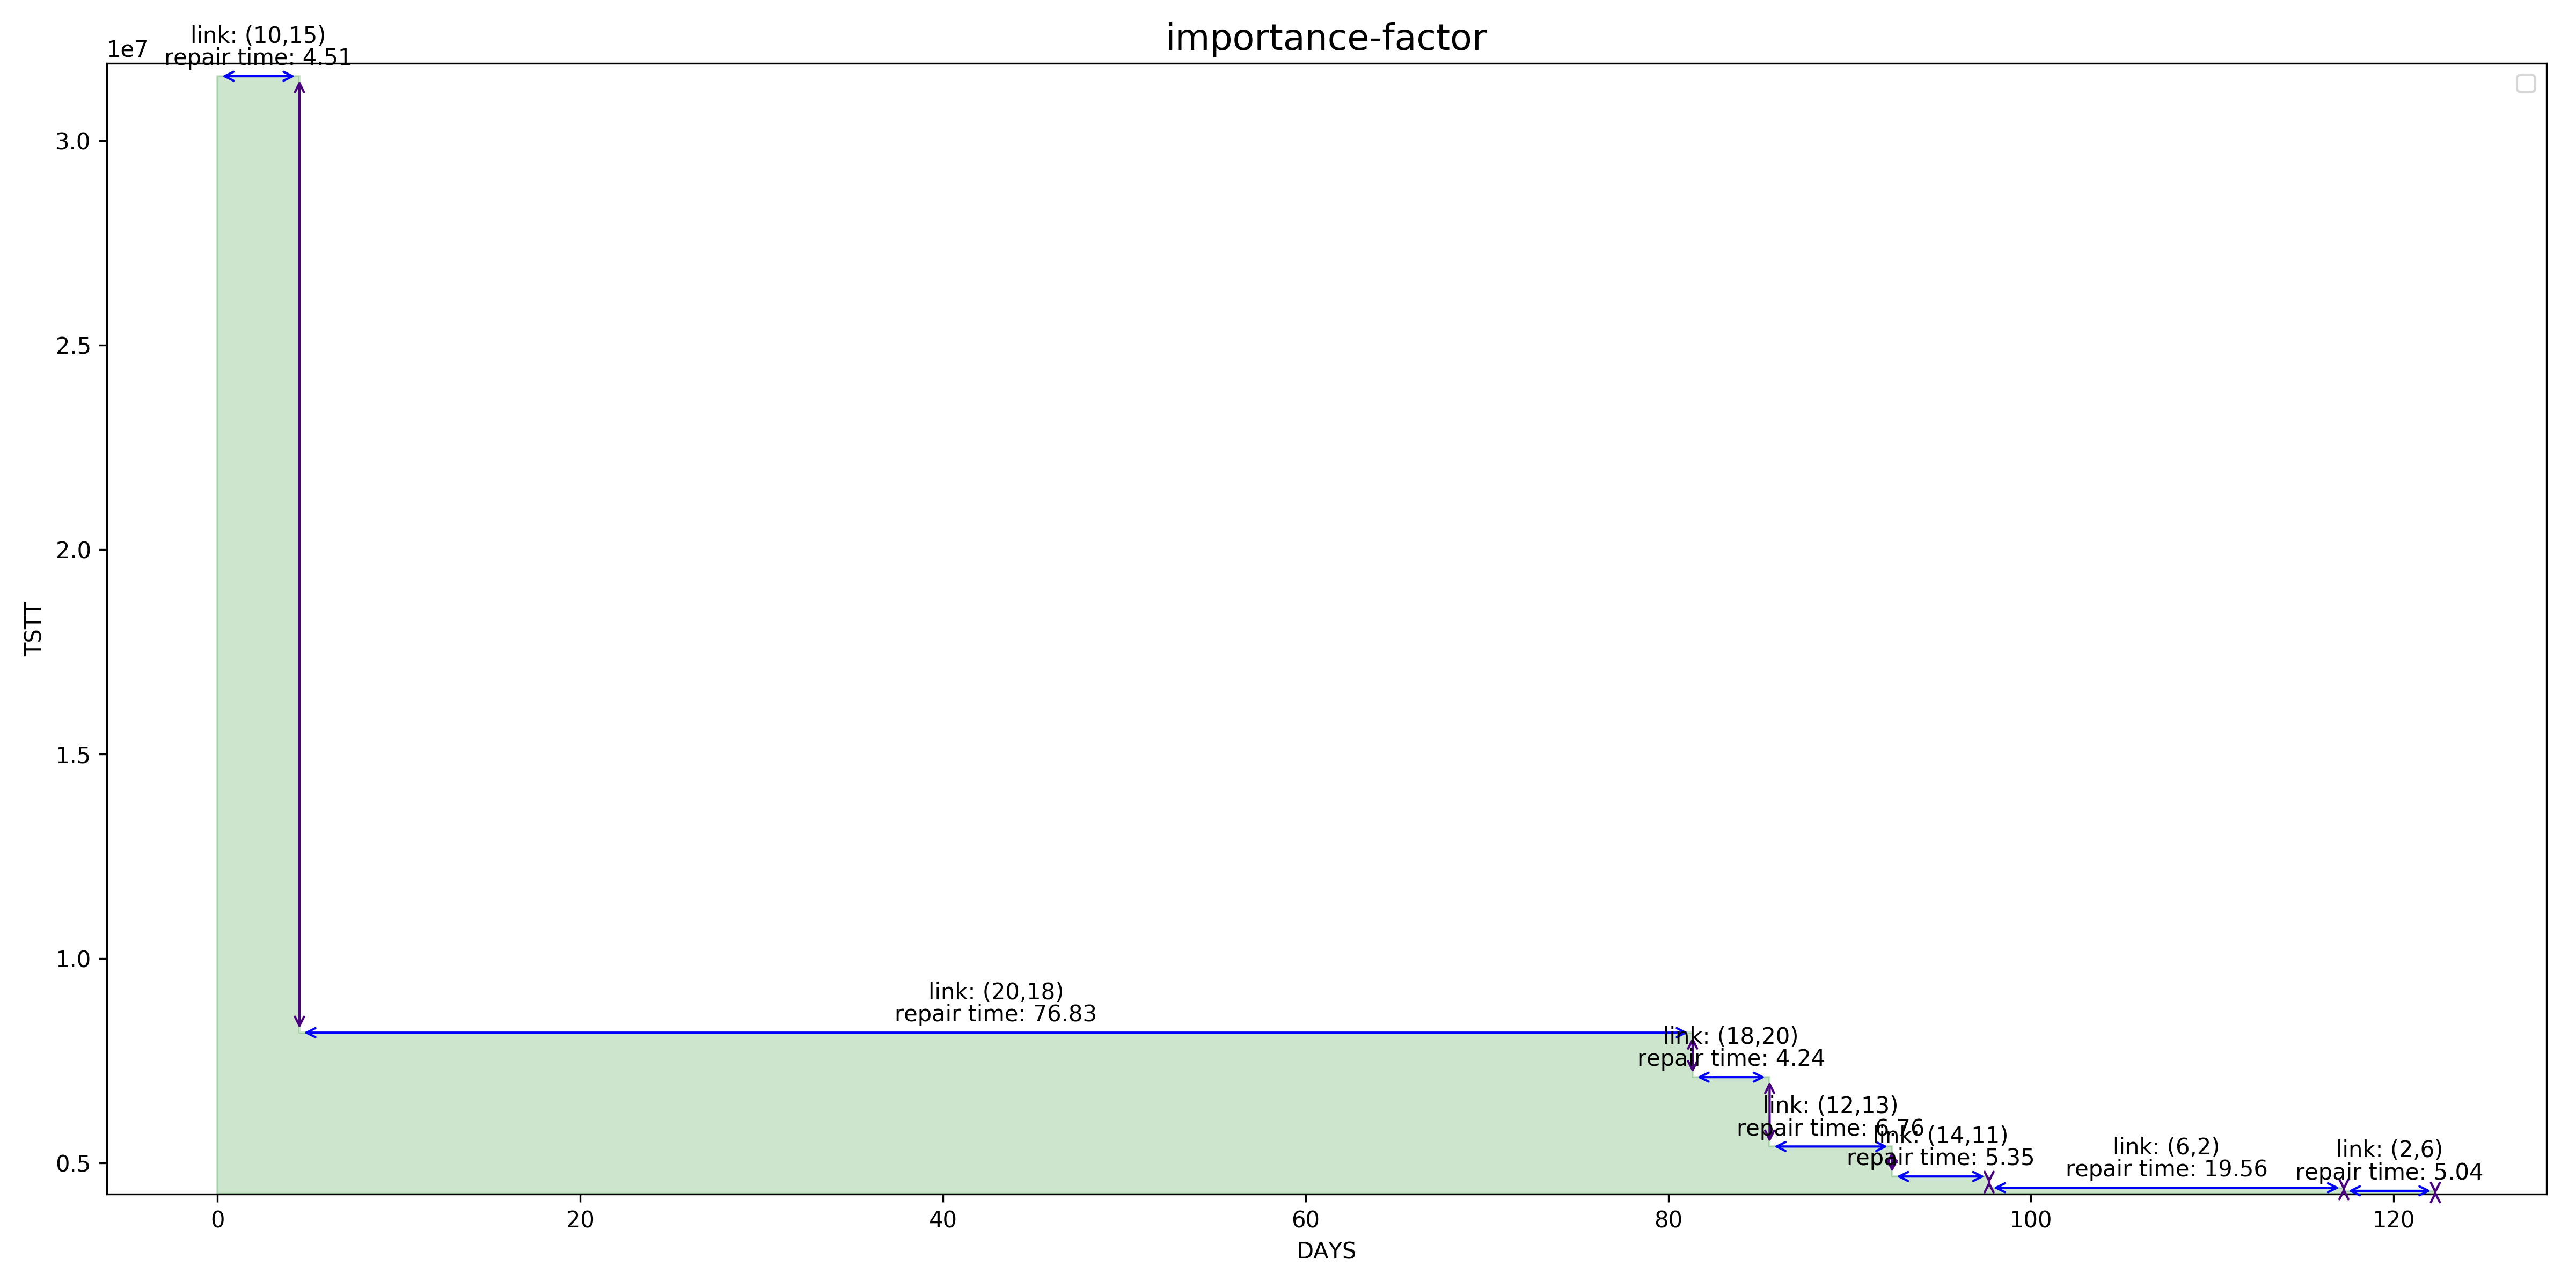 importance-factor
1e7
link: (10,15)
repair time: 4.51
3.0
2.5
2.0
1.5
1.0
0.5
TSTT
link: (20,18)
repair time: 76.83
link: (18,20)
repair time: 4.24
link: (12,13)
repair time: 6.76
link: (14,11)
repair time: 5.35
link: (6,2)
repair time: 19.56
link: (2,6)
repair time: 5.04
0 20 40 60 80 100 120
DAYS